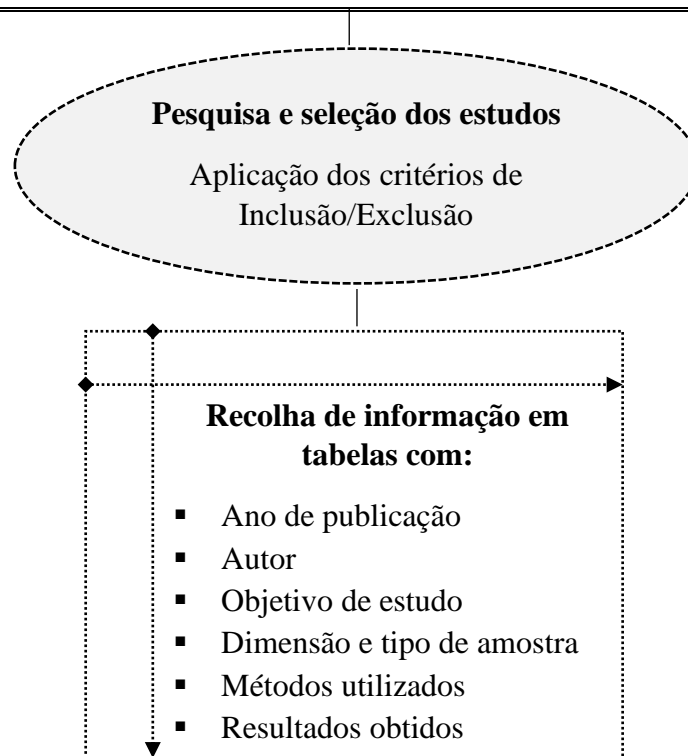 Pesquisa e seleção dos estudos
Aplicação dos critérios de
Inclusão/Exclusão
Recolha de informação em
tabelas com:
▪ Ano de publicação
▪ Autor
▪ Objetivo de estudo
▪ Dimensão e tipo de amostra
▪ Métodos utilizados
▪ Resultados obtidos